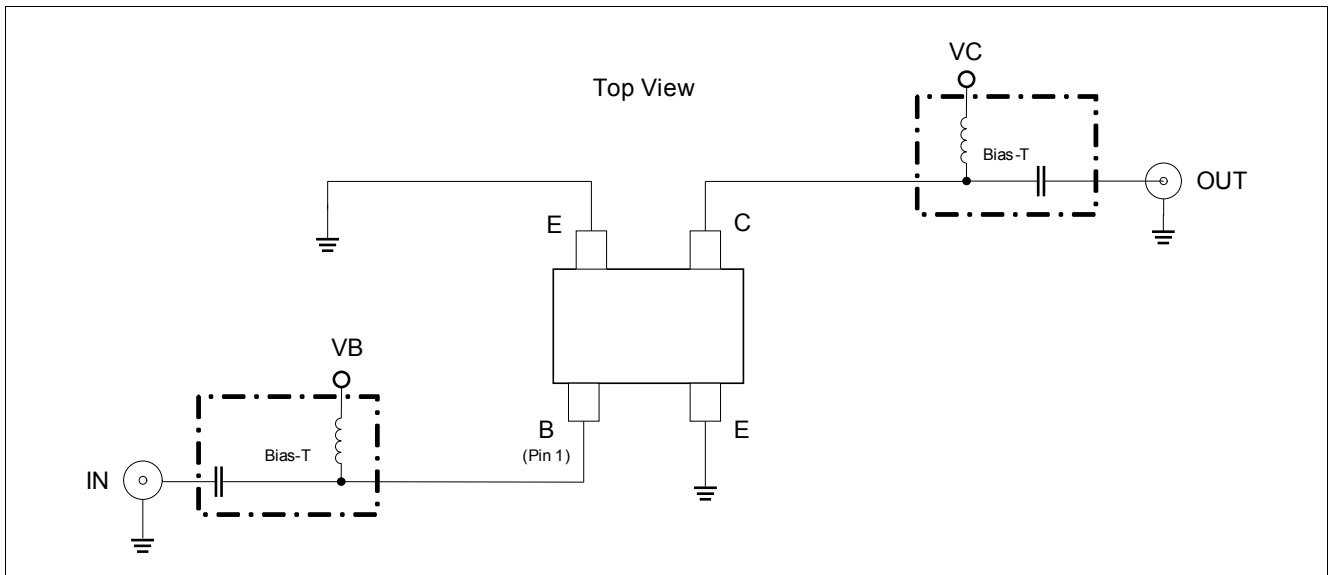 VC
Top View
Bias-T
OUT
E
C
VB
B
E
(Pin 1)
Bias-T
IN